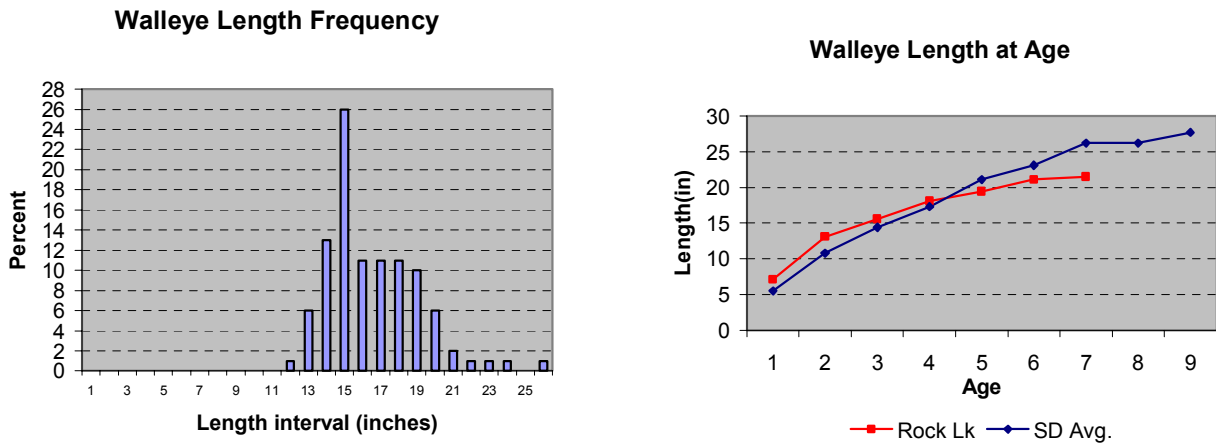 Walleye Length Frequency
Percent
28
26
24
22
20
18
16
14
12
10
8
6
4
2
0
1 3 5 7 9 11 13 15 17 19 21 23 25
Length interval (inches)
Walleye Length at Age
Length(in)
30
25
20
15
10
5
0
1 2 3 4 5 6 7 8 9
Age
Rock Lk SD Avg.